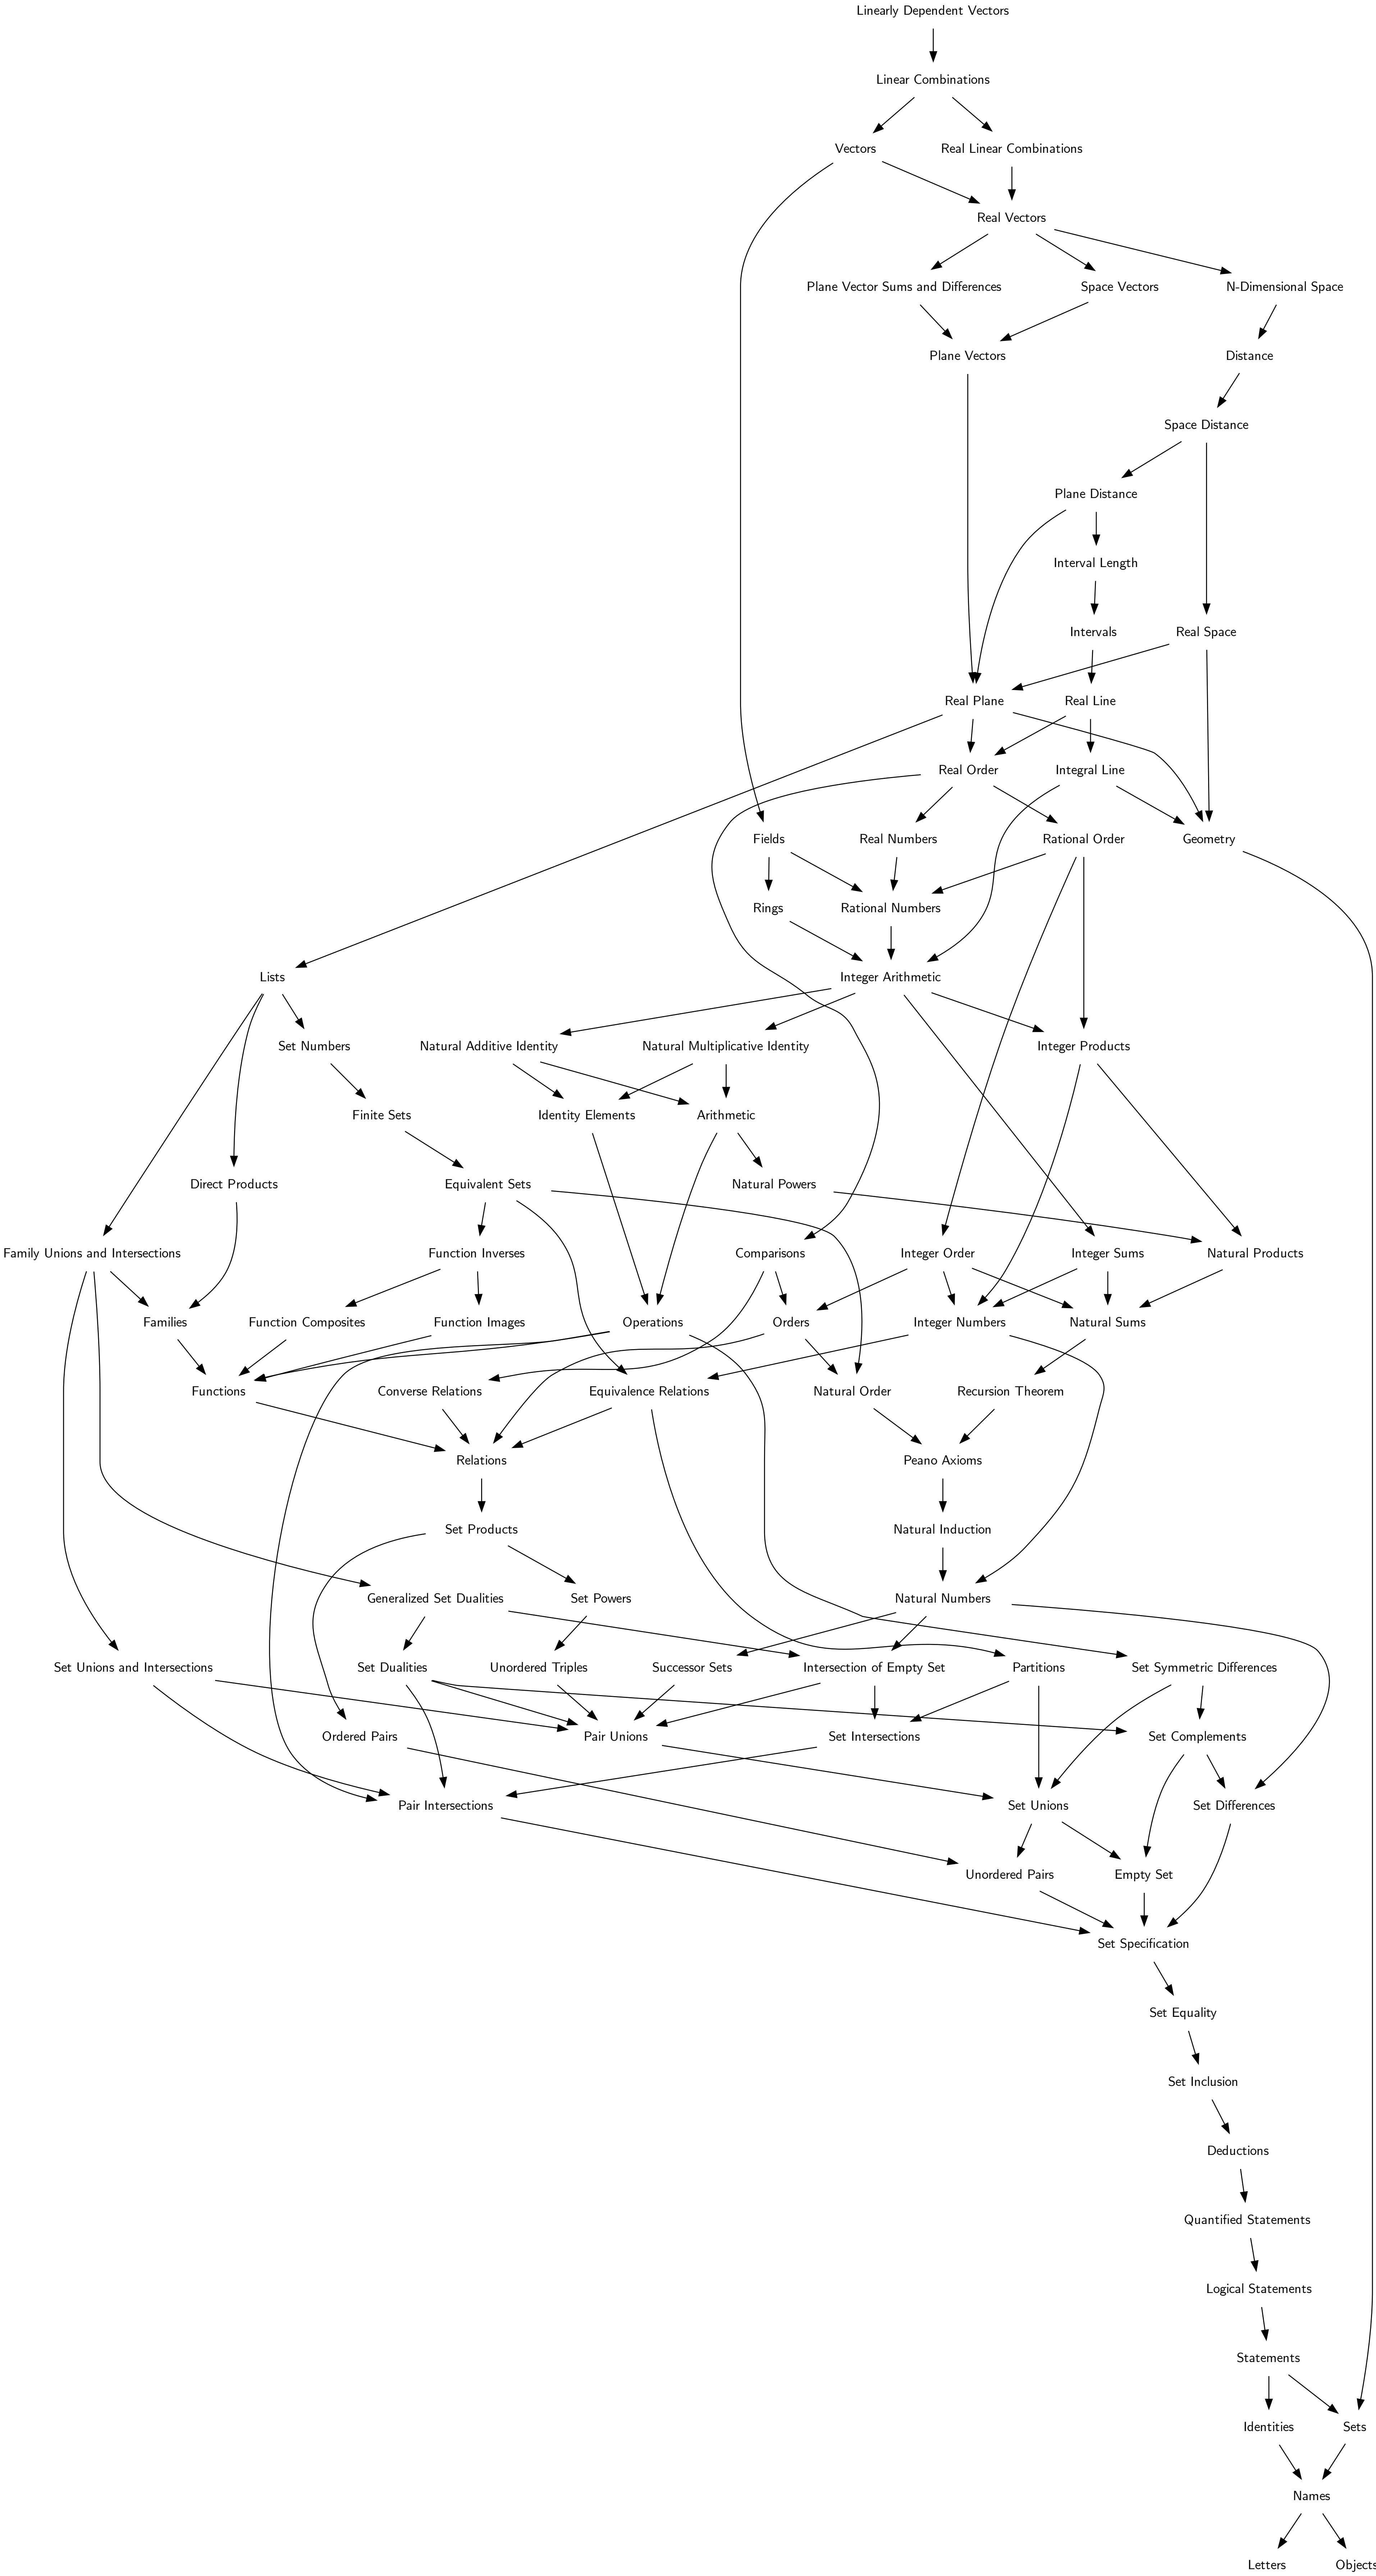 Linearly Dependent Vectors
Linear Combinations
Vectors
Real Linear Combinations
Real Vectors
Plane Vector Sums and Differences
Space Vectors
N-Dimensional Space
Plane Vectors
Distance
Space Distance
Plane Distance
Interval Length
Intervals
Real Space
Real Plane
Real Line
Real Order
Integral Line
Fields
Real Numbers
Rational Order
Geometry
Rings
Rational Numbers
Lists
Integer Arithmetic
Set Numbers
Natural Additive Identity
Natural Multiplicative Identity
Integer Products
Finite Sets
Identity Elements
Arithmetic
Direct Products
Equivalent Sets
Natural Powers
Family Unions and Intersections
Function Inverses
Comparisons
Integer Order
Integer Sums
Natural Products
Families
Function Composites
Function Images
Operations
Orders
Integer Numbers
Natural Sums
Functions
Converse Relations
Equivalence Relations
Natural Order
Recursion Theorem
Relations
Peano Axioms
Set Products
Natural Induction
Generalized Set Dualities
Set Powers
Natural Numbers
Set Unions and Intersections
Set Dualities
Unordered Triples
Successor Sets
Intersection of Empty Set
Partitions
Set Symmetric Differences
Ordered Pairs
Pair Unions
Set Intersections
Set Complements
Pair Intersections
Set Unions
Set Differences
Unordered Pairs
Empty Set
Set Specification
Set Equality
Set Inclusion
Deductions
Quantified Statements
Logical Statements
Statements
Identities
Sets
Names
Letters
Objects